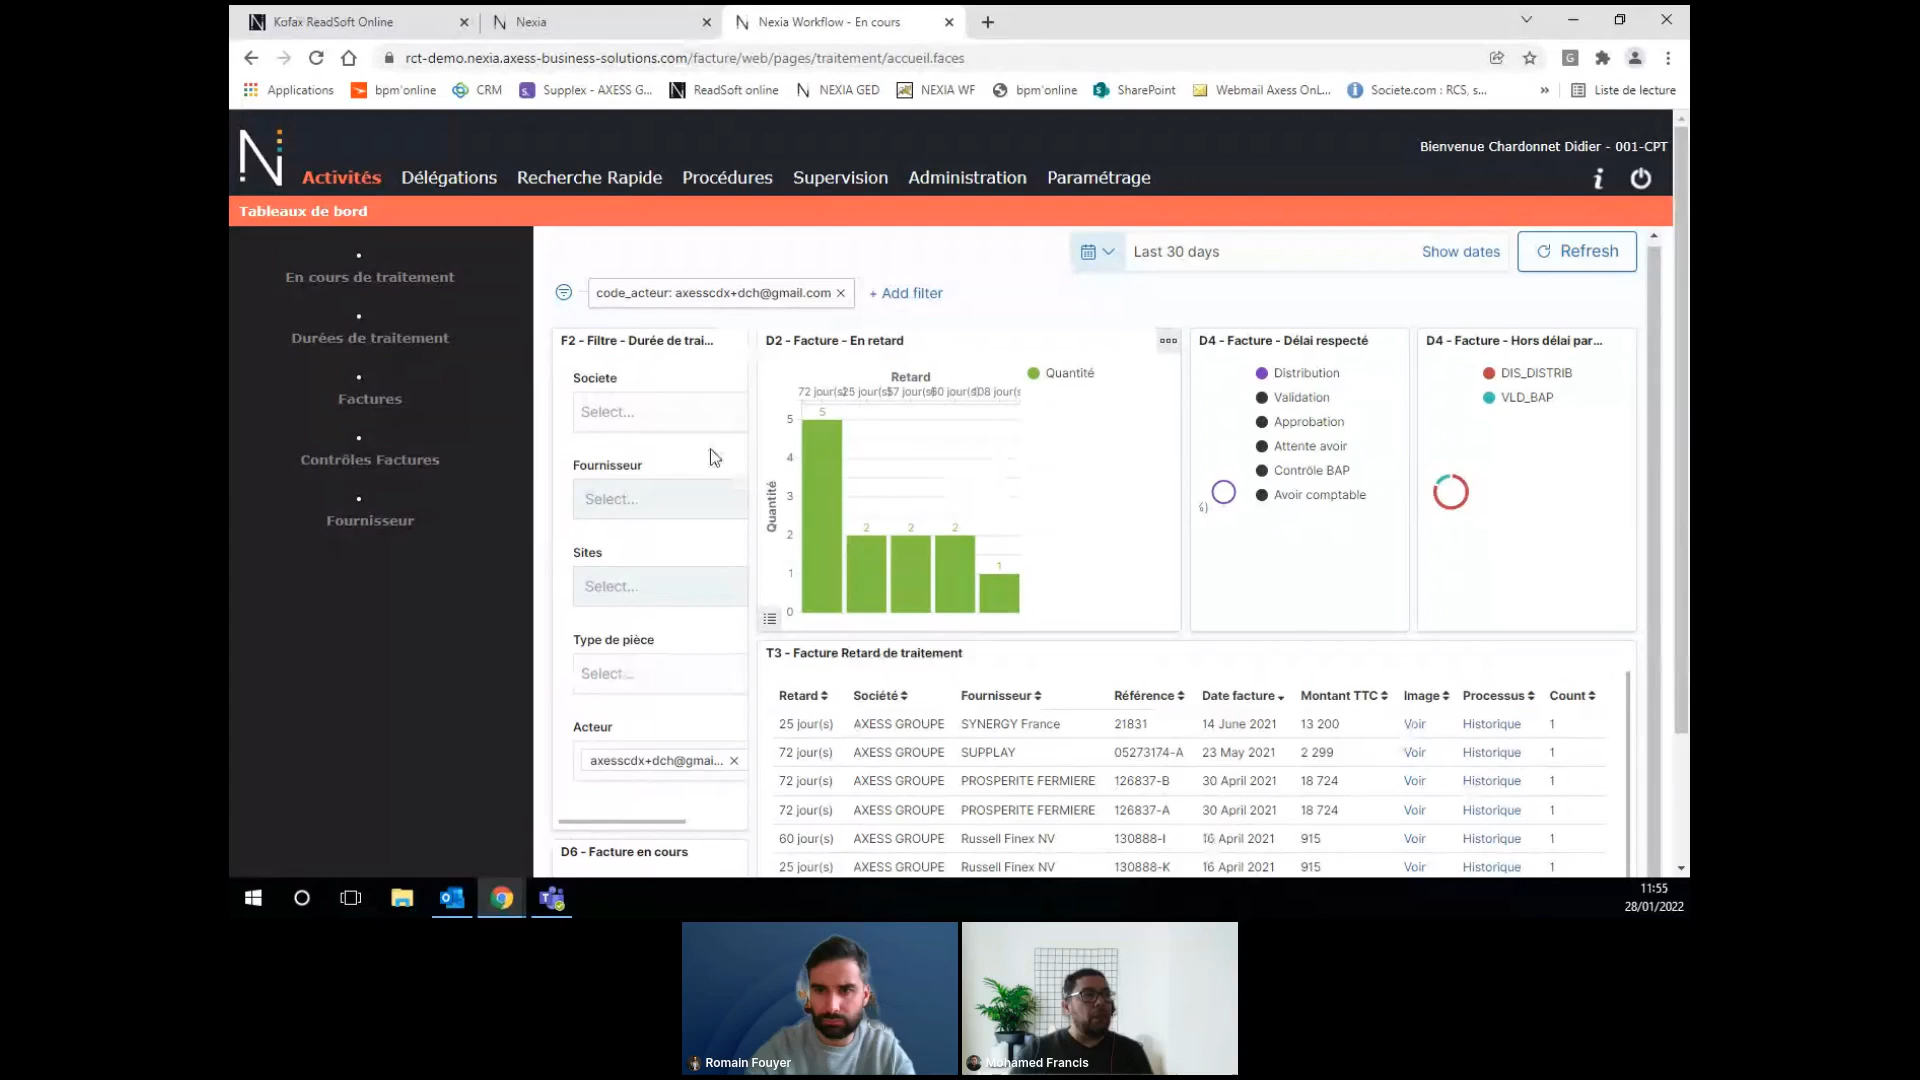 Kofax ReadSoft Online
Nexia
Nexia Workflow - En cours
rct-demo.nexia.axess-business-solutions.com/facture/web/pages/traitement/accueil.faces
Applications
bpm'online
CRM
Supplex - AXESS G...
ReadSoft online
NEXIA GED
NEXIA WF
bpm'online
SharePoint
Webmail Axess OnL...
Societe.com : RCS, s...
»
Liste de lecture
Bienvenue Chardonnet Didier - 001-CPT
Activités
Délégations
Recherche Rapide
Procédures
Supervision
Administration
Paramétrage
Tableaux de bord
En cours de traitement
Durées de traitement
Factures
Contrôles Factures
Fournisseur
Last 30 days
Show dates
Refresh
code_acteur: axesscdx+dch@gmail.com ×
+ Add filter
F2 - Filtre - Durée de trai...
Societe
Select...
Fournisseur
Select...
Sites
Select...
Type de pièce
Select...
Acteur
axesscdx+dch@gmai... ×
D6 - Facture en cours
D2 - Facture - En retard
Retard
72 jour(s)
25 jour(s)
57 jour(s)
60 jour(s)
108 jour(s
Quantité
Quantité
5
4
3
2
1
0
5
2
2
2
1
D4 - Facture - Délai respecté
Distribution
Validation
Approbation
Attente avoir
Contrôle BAP
Avoir comptable
D4 - Facture - Hors délai par...
DIS_DISTRIB
VLD_BAP
T3 - Facture Retard de traitement
Retard Société Fournisseur Référence Date facture Montant TTC Image Processus Count
25 jour(s) AXESS GROUPE SYNERGY France 21831 14 June 2021 13 200 Voir Historique 1
72 jour(s) AXESS GROUPE SUPPLAY 05273174-A 23 May 2021 2 299 Voir Historique 1
72 jour(s) AXESS GROUPE PROSPERITE FERMIERE 126837-B 30 April 2021 18 724 Voir Historique 1
72 jour(s) AXESS GROUPE PROSPERITE FERMIERE 126837-A 30 April 2021 18 724 Voir Historique 1
60 jour(s) AXESS GROUPE Russell Finex NV 130888-I 16 April 2021 915 Voir Historique 1
25 jour(s) AXESS GROUPE Russell Finex NV 130888-K 16 April 2021 915 Voir Historique 1
11:55
28/01/2022
Romain Fouyer
Mohamed Francis